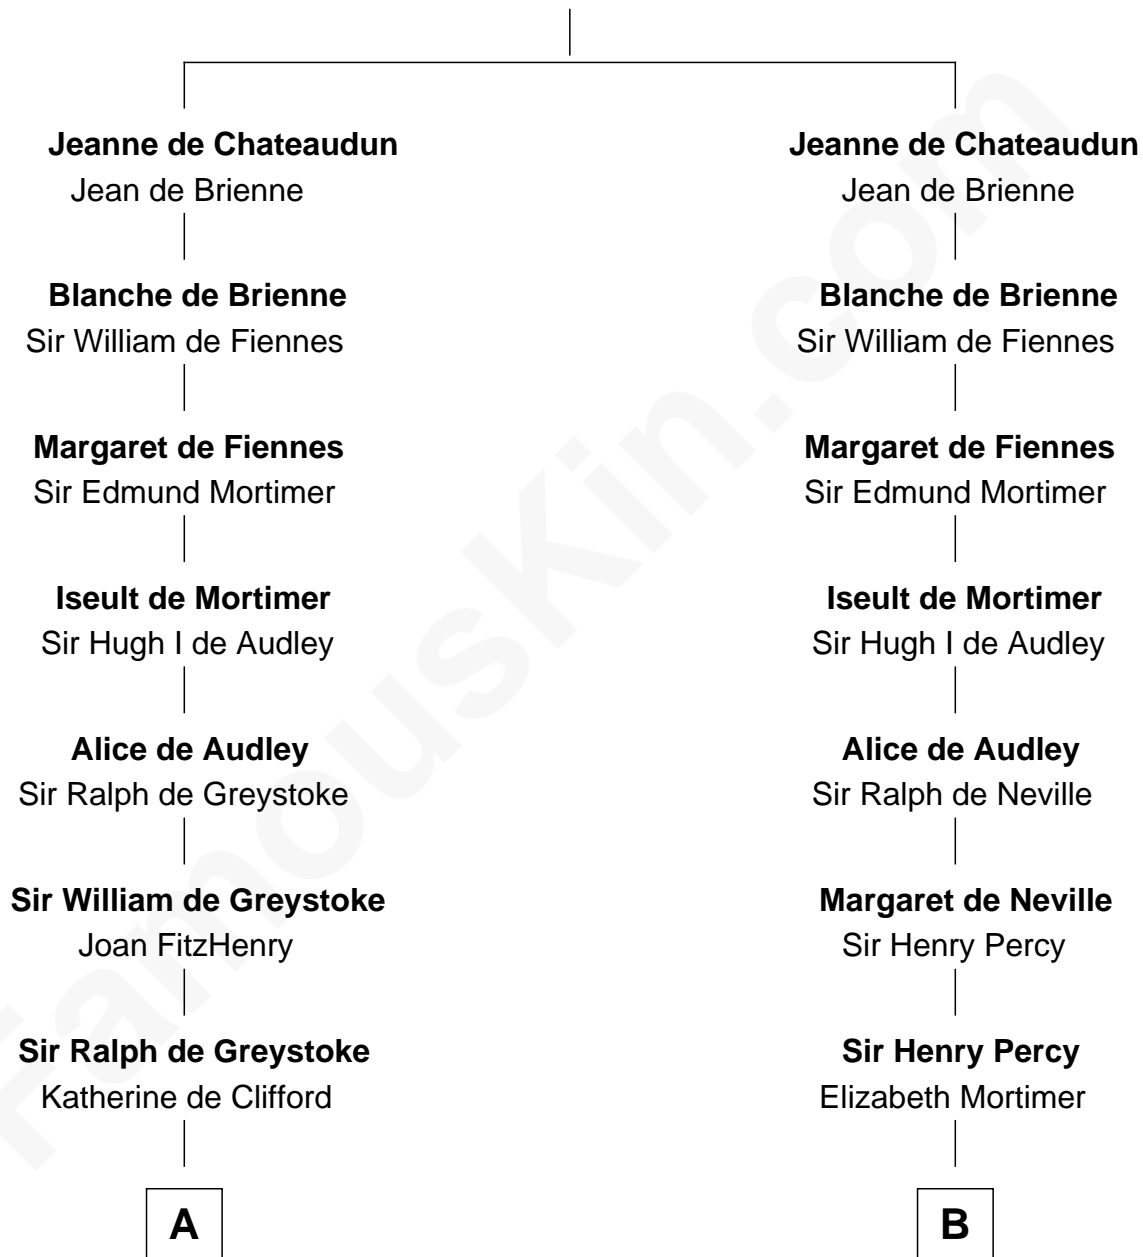 Jeanne de Chateaudun
Jean de Brienne
Blanche de Brienne
Sir William de Fiennes
Margaret de Fiennes
Sir Edmund Mortimer
Iseult de Mortimer
Sir Hugh I de Audley
Alice de Audley
Sir Ralph de Greystoke
Sir William de Greystoke
Joan FitzHenry
Sir Ralph de Greystoke
Katherine de Clifford
A
Jeanne de Chateaudun
Jean de Brienne
Blanche de Brienne
Sir William de Fiennes
Margaret de Fiennes
Sir Edmund Mortimer
Iseult de Mortimer
Sir Hugh I de Audley
Alice de Audley
Sir Ralph de Neville
Margaret de Neville
Sir Henry Percy
Sir Henry Percy
Elizabeth Mortimer
B
FamousKin.com